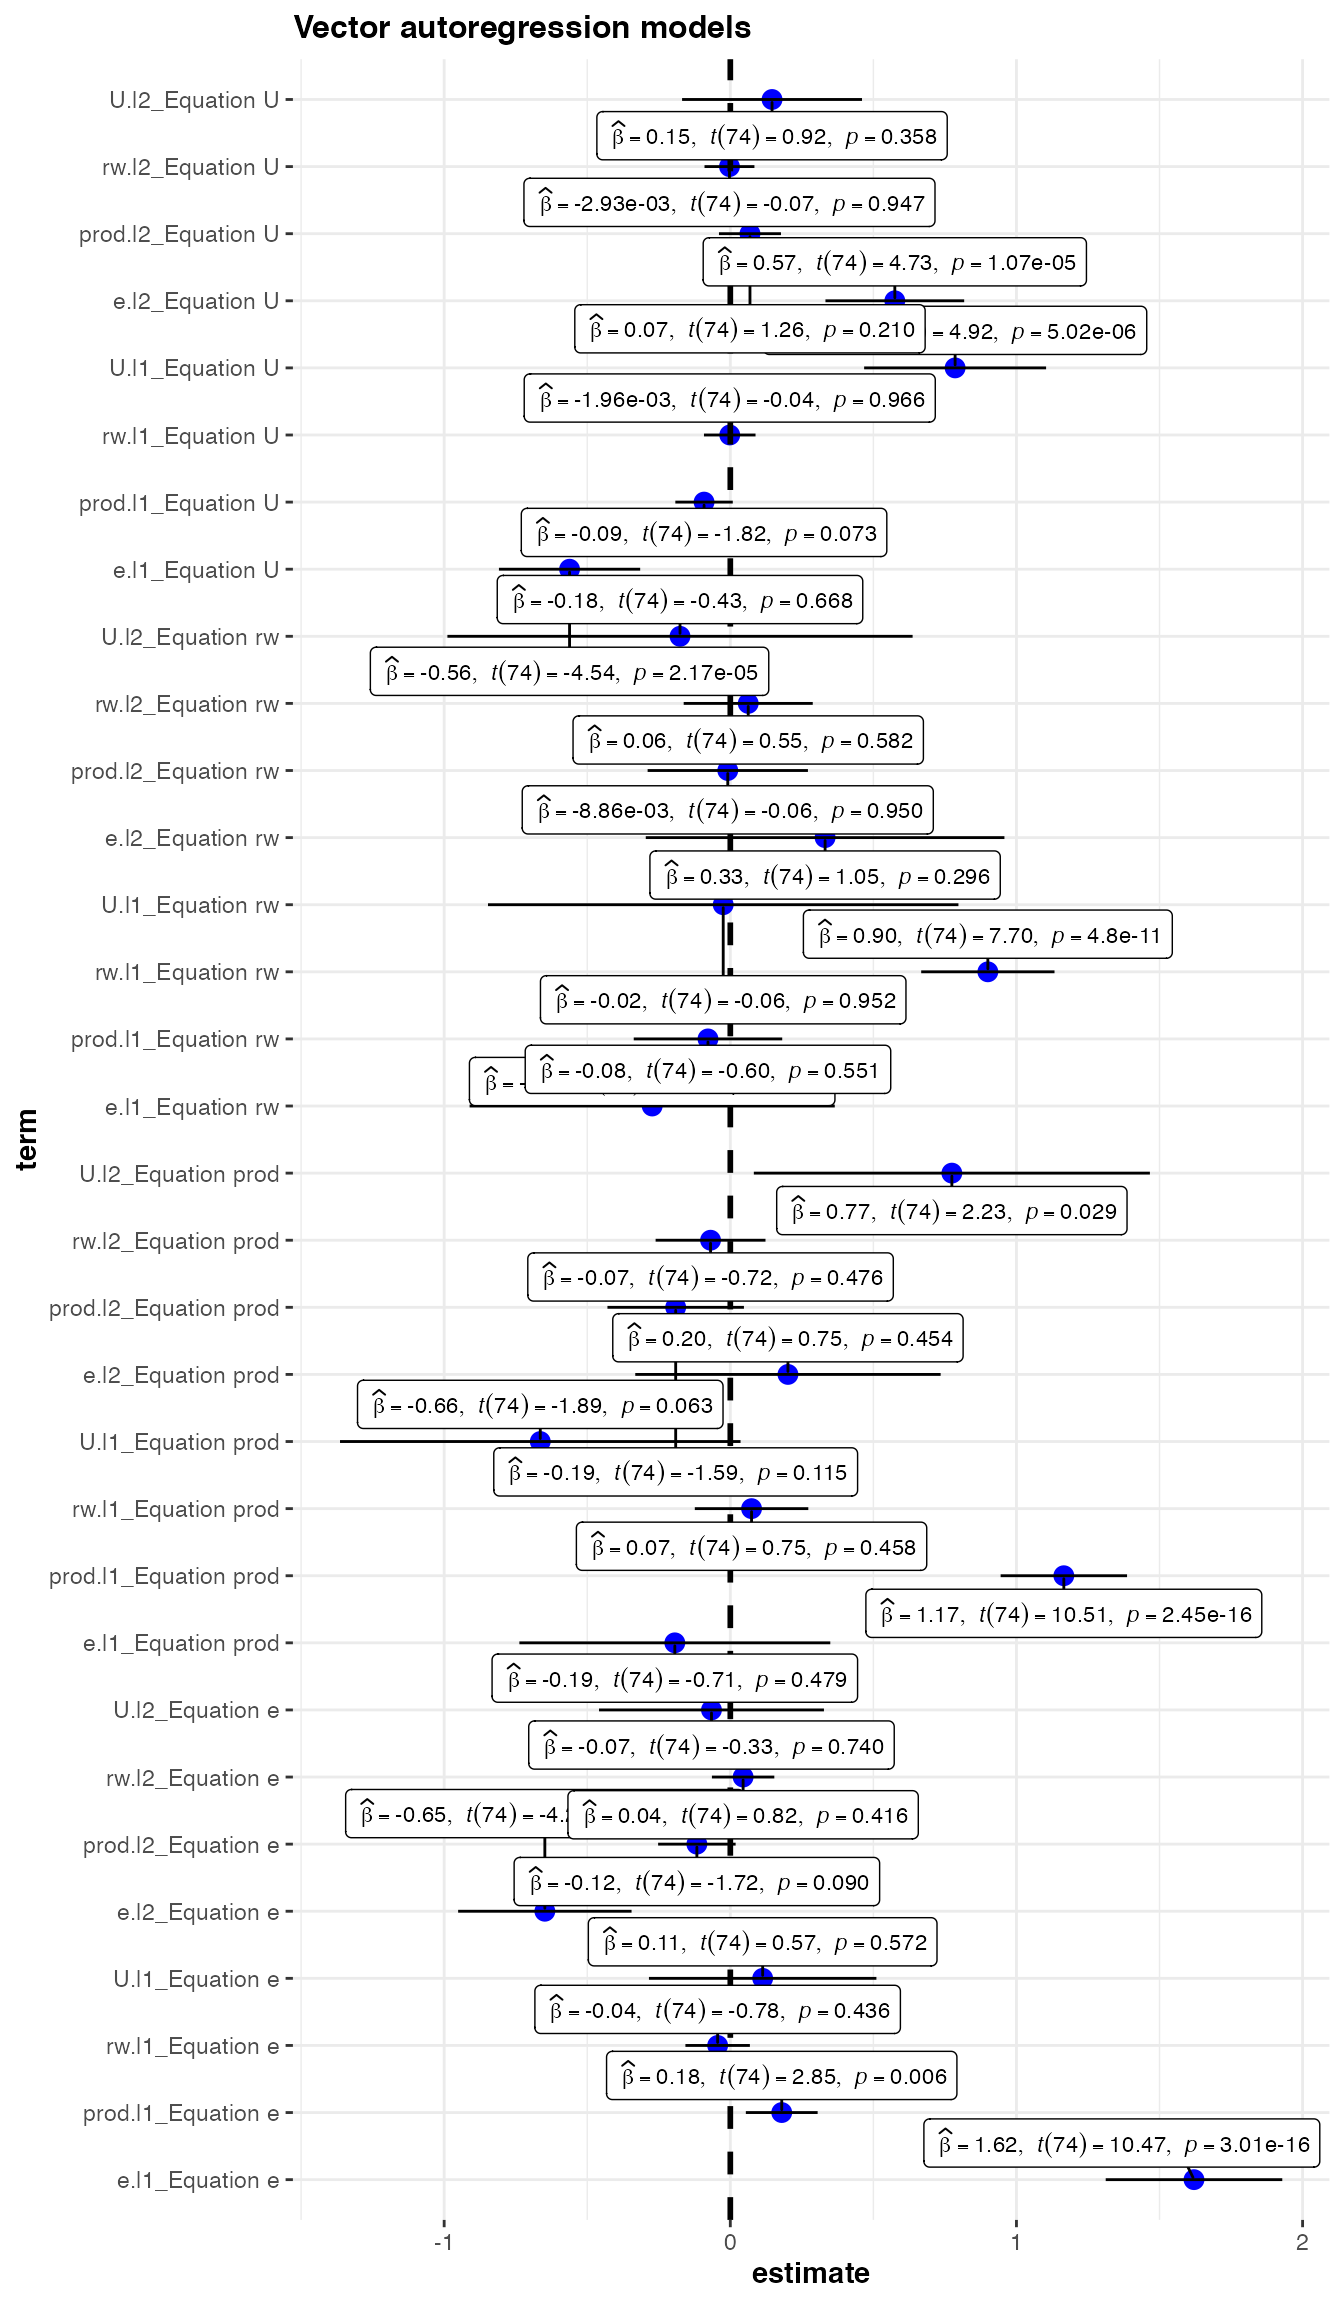 Vector autoregression models
U.l2_Equation U
β̂ = 0.15, t(74) = 0.92, p = 0.358
rw.l2_Equation U
β̂ = -2.93e-03, t(74) = -0.07, p = 0.947
prod.l2_Equation U
β̂ = 0.57, t(74) = 4.73, p = 1.07e-05
e.l2_Equation U
β̂ = 0.07, t(74) = 1.26, p = 0.210
= 4.92, p = 5.02e-06
U.l1_Equation U
β̂ = -1.96e-03, t(74) = -0.04, p = 0.966
rw.l1_Equation U
prod.l1_Equation U
β̂ = -0.09, t(74) = -1.82, p = 0.073
e.l1_Equation U
β̂ = -0.18, t(74) = -0.43, p = 0.668
U.l2_Equation rw
β̂ = -0.56, t(74) = -4.54, p = 2.17e-05
rw.l2_Equation rw
β̂ = 0.06, t(74) = 0.55, p = 0.582
prod.l2_Equation rw
β̂ = -8.86e-03, t(74) = -0.06, p = 0.950
e.l2_Equation rw
β̂ = 0.33, t(74) = 1.05, p = 0.296
U.l1_Equation rw
β̂ = 0.90, t(74) = 7.70, p = 4.8e-11
rw.l1_Equation rw
β̂ = -0.02, t(74) = -0.06, p = 0.952
prod.l1_Equation rw
β̂ = -0.08, t(74) = -0.60, p = 0.551
β̂ = -
e.l1_Equation rw
term
U.l2_Equation prod
β̂ = 0.77, t(74) = 2.23, p = 0.029
rw.l2_Equation prod
β̂ = -0.07, t(74) = -0.72, p = 0.476
prod.l2_Equation prod
β̂ = 0.20, t(74) = 0.75, p = 0.454
e.l2_Equation prod
β̂ = -0.66, t(74) = -1.89, p = 0.063
U.l1_Equation prod
β̂ = -0.19, t(74) = -1.59, p = 0.115
rw.l1_Equation prod
β̂ = 0.07, t(74) = 0.75, p = 0.458
prod.l1_Equation prod
β̂ = 1.17, t(74) = 10.51, p = 2.45e-16
e.l1_Equation prod
β̂ = -0.19, t(74) = -0.71, p = 0.479
U.l2_Equation e
β̂ = -0.07, t(74) = -0.33, p = 0.740
rw.l2_Equation e
β̂ = -0.65, t(74) =
β̂ = 0.04, t(74) = 0.82, p = 0.416
prod.l2_Equation e
β̂ = -0.12, t(74) = -1.72, p = 0.090
e.l2_Equation e
β̂ = 0.11, t(74) = 0.57, p = 0.572
U.l1_Equation e
β̂ = -0.04, t(74) = -0.78, p = 0.436
rw.l1_Equation e
β̂ = 0.18, t(74) = 2.85, p = 0.006
prod.l1_Equation e
β̂ = 1.62, t(74) = 10.47, p = 3.01e-16
e.l1_Equation e
-1 0 1 2
estimate